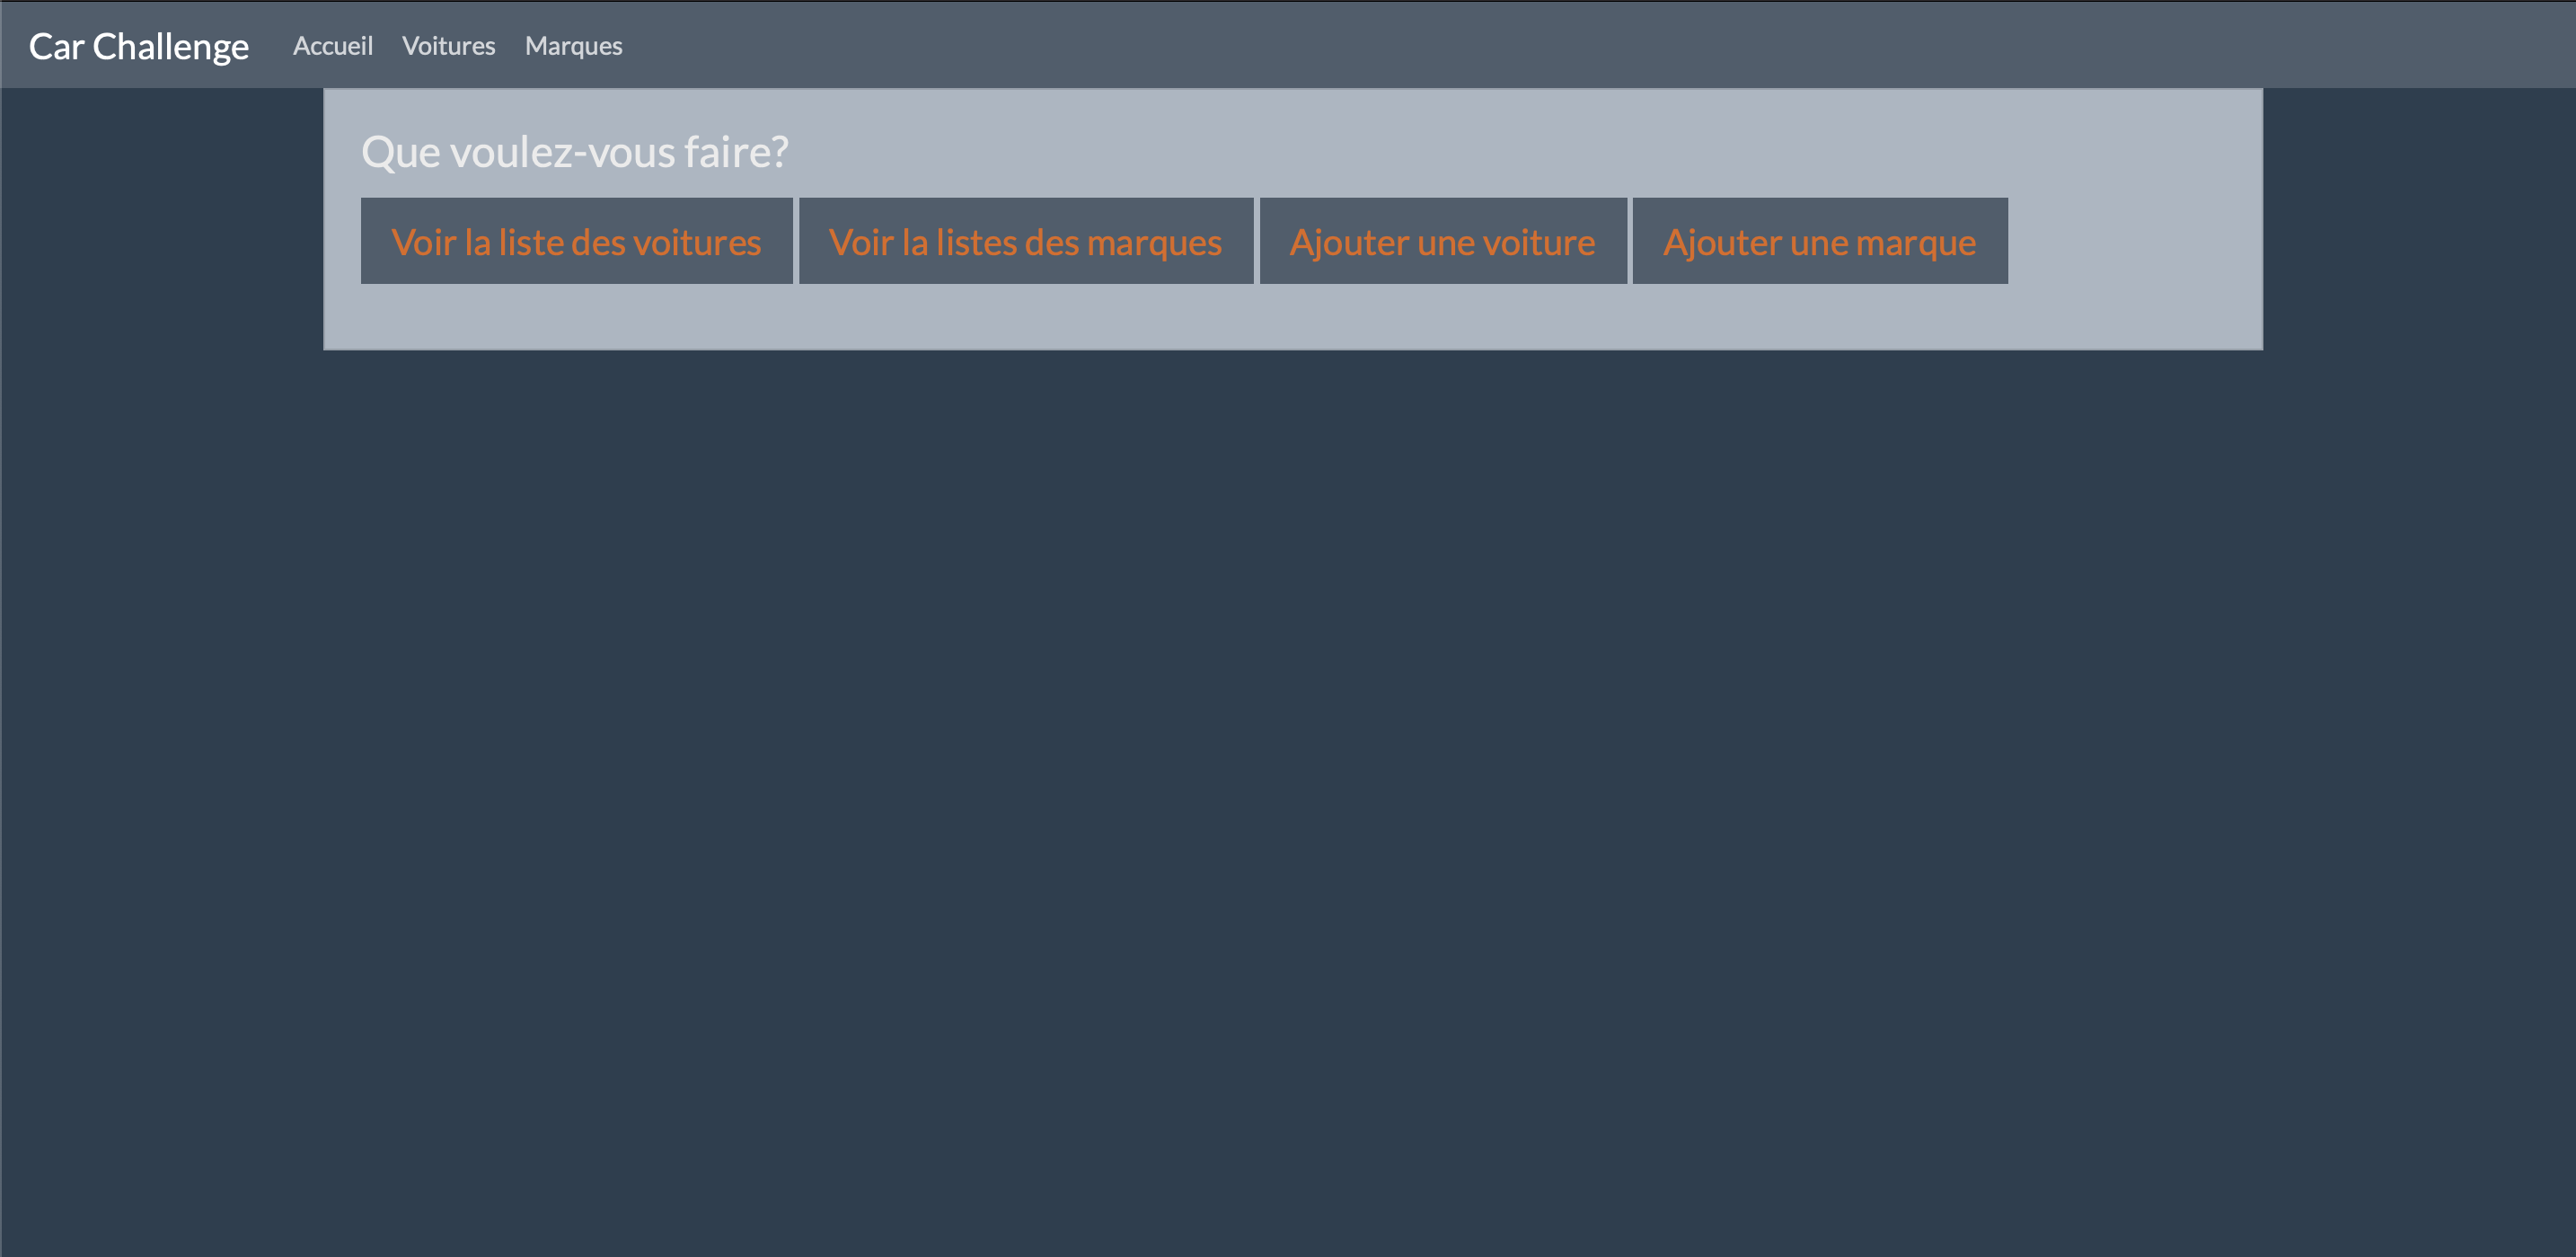 Car Challenge Accueil Voitures Marques
Que voulez-vous faire?
Voir la liste des voitures Voir la listes des marques Ajouter une voiture Ajouter une marque